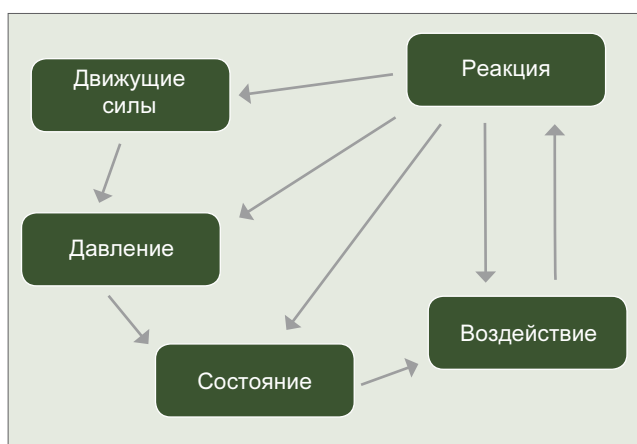 Движущие
силы
Реакция
Давление
Воздействие
Состояние